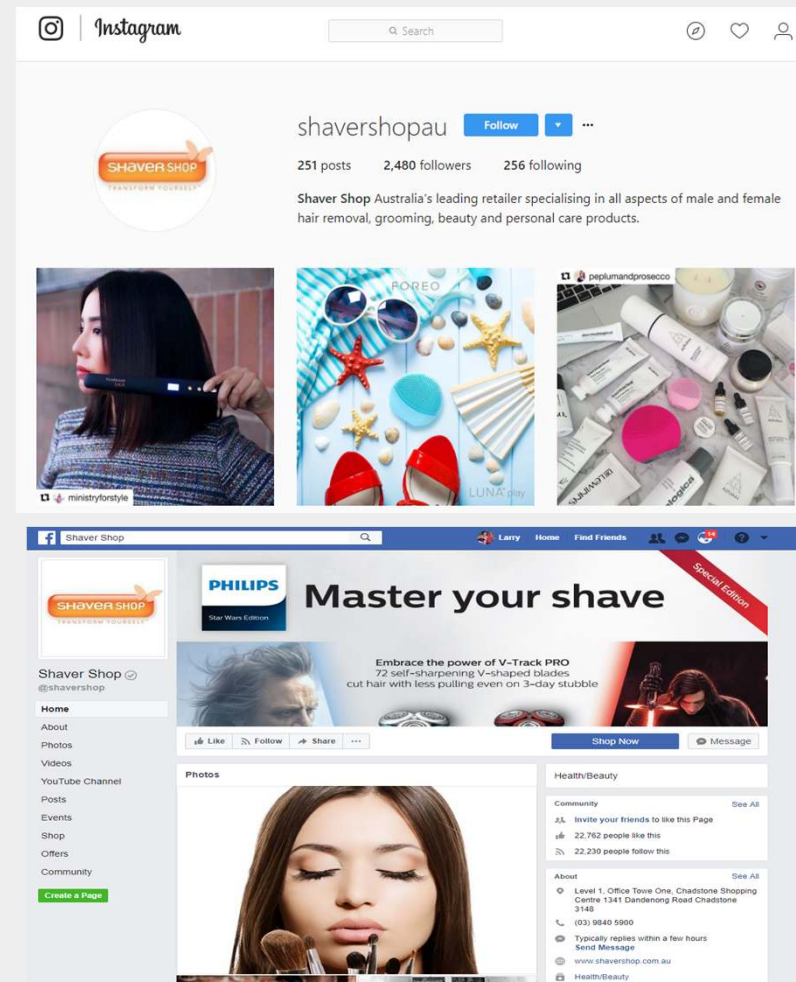 Instagram
Search
shavershopau Follow ...
251 posts 2,480 followers 256 following
Shaver Shop Australia's leading retailer specialising in all aspects of male and female
hair removal, grooming, beauty and personal care products.
SHaVeR SHOP
TRANSFORM YOURSELF
ministryforstyle
FOREO
LUNA play
peplumandprosecco
Shaver Shop
Larry Home Find Friends
SHaVeR SHOP
TRANSFORM YOURSELF
PHILIPS
Star Wars Edition
Master your shave
Special Edition
Embrace the power of V-Track PRO
72 self-sharpening V-shaped blades
cut hair with less pulling even on 3-day stubble
Shaver Shop
@shavershop
Home
About
Photos
Videos
YouTube Channel
Posts
Events
Shop
Offers
Community
Create a Page
Like Follow Share ...
Shop Now Message
Photos
Health/Beauty
Community See All
Invite your friends to like this Page
22,762 people like this
22,230 people follow this
About See All
Level 1, Office Towe One, Chadstone Shopping
Centre 1341 Dandenong Road Chadstone
3148
(03) 9840 5900
Typically replies within a few hours
Send Message
www.shavershop.com.au
Health/Beauty